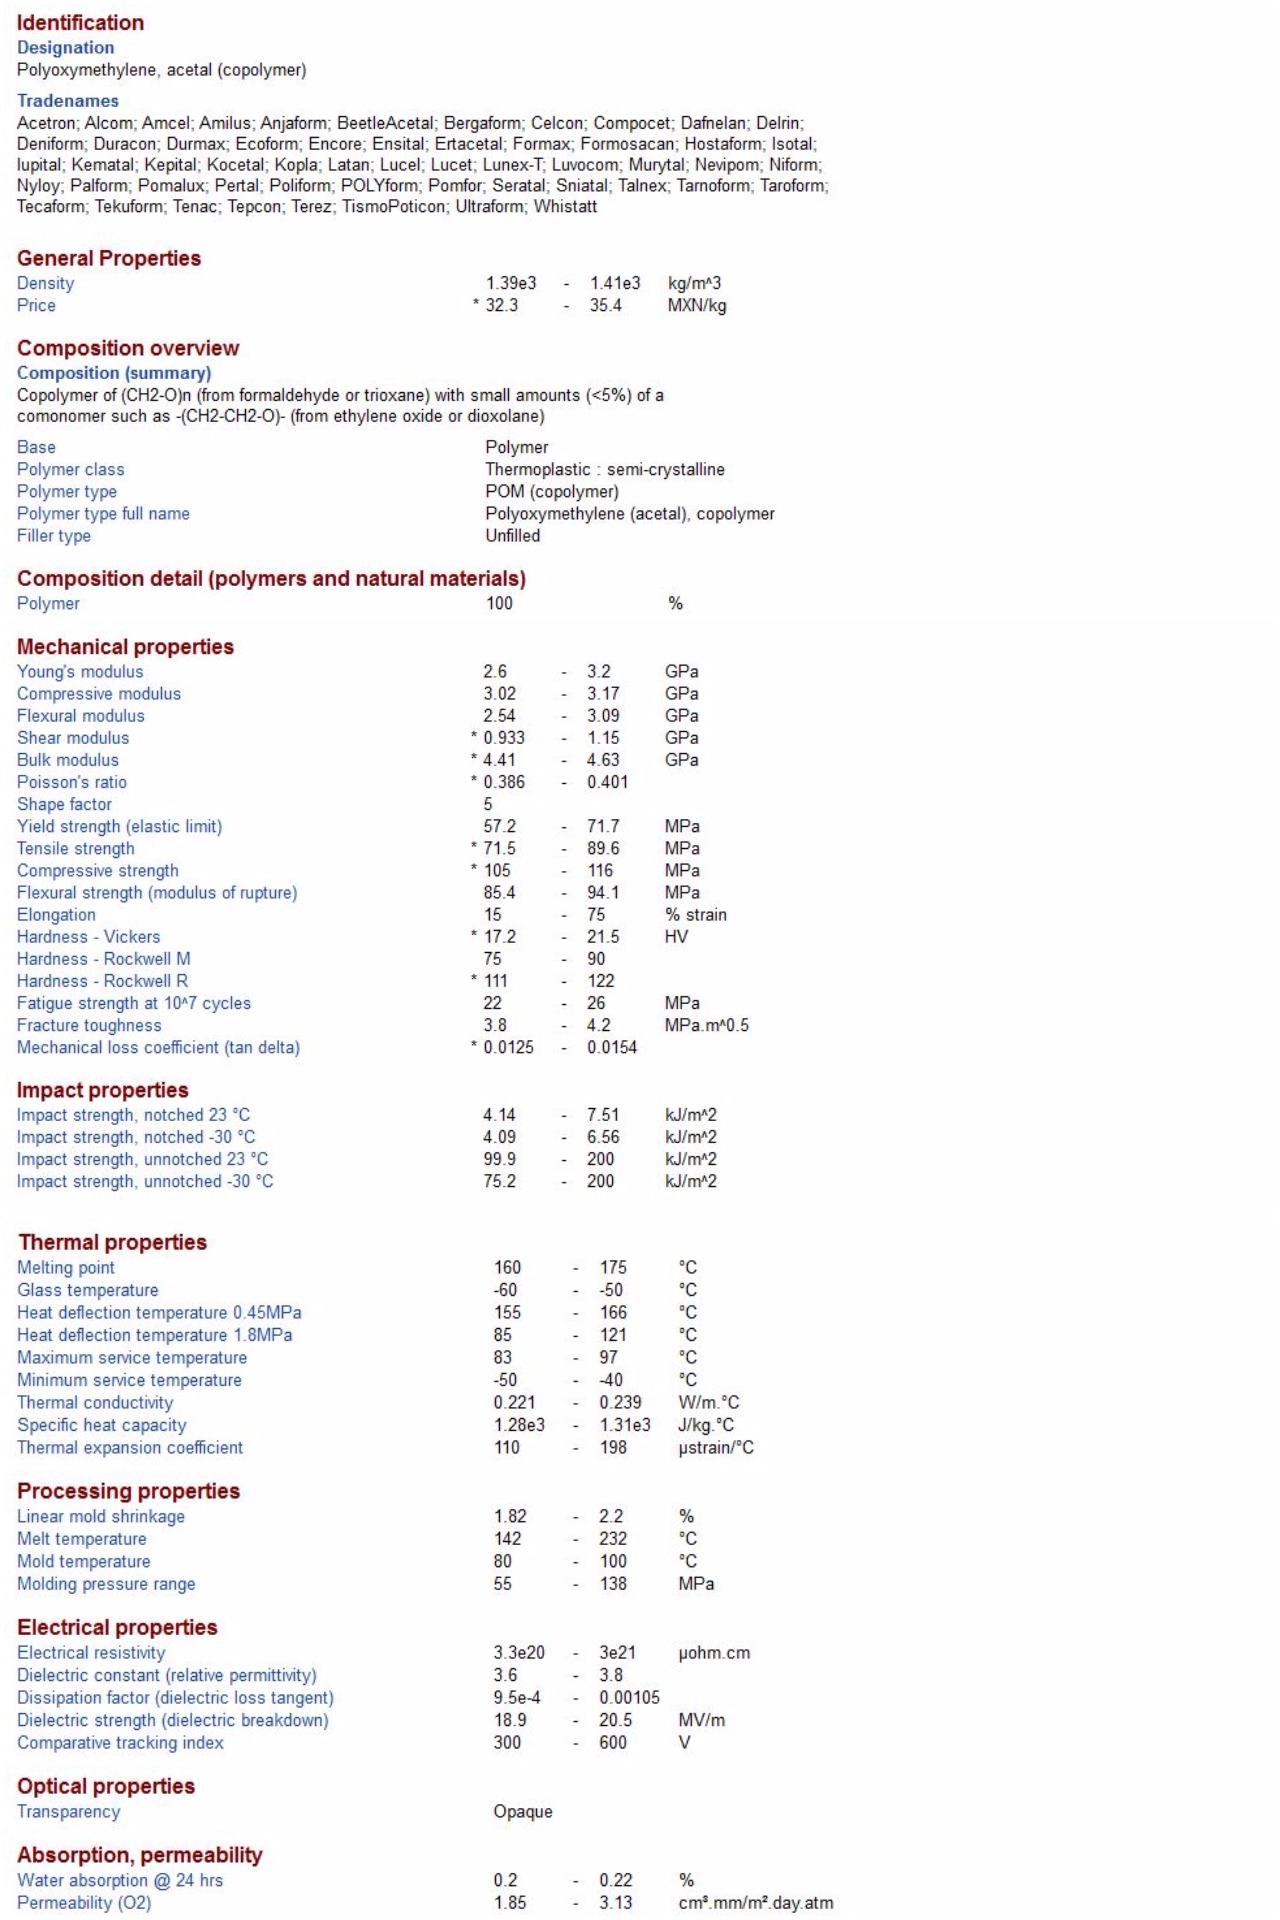 Identification
Designation
Polyoxymethylene, acetal (copolymer)
Tradenames
Acetron; Alcom; Amcel; Amilus; Anjaform; BeetleAcetal; Bergaform; Celcon; Compocet; Dafnelan; Delrin;
Deniform; Duracon; Durmax; Ecoform; Encore; Ensital; Ertacetal; Formax; Formosacan; Hostaform; Isotal;
Iupital; Kematal; Kepital; Kocetal; Kopla; Latan; Lucel; Lucet; Lunex-T; Luvocom; Murytal; Nevipom; Niform;
Nyloy; Palform; Pomalux; Pertal; Poliform; POLYform; Pomfor; Seratal; Sniatal; Talnex; Tarnoform; Taroform;
Tecaform; Tekuform; Tenac; Tepcon; Terez; TismoPoticon; Ultraform; Whistatt
General Properties
Density 1.39e3 - 1.41e3 kg/m^3
Price * 32.3 - 35.4 MXN/kg
Composition overview
Composition (summary)
Copolymer of (CH2-O)n (from formaldehyde or trioxane) with small amounts (<5%) of a
comonomer such as -(CH2-CH2-O)- (from ethylene oxide or dioxolane)
Base Polymer
Polymer class Thermoplastic : semi-crystalline
Polymer type POM (copolymer)
Polymer type full name Polyoxymethylene (acetal), copolymer
Filler type Unfilled
Composition detail (polymers and natural materials)
Polymer 100 %
Mechanical properties
Young's modulus 2.6 - 3.2 GPa
Compressive modulus 3.02 - 3.17 GPa
Flexural modulus 2.54 - 3.09 GPa
Shear modulus * 0.933 - 1.15 GPa
Bulk modulus * 4.41 - 4.63 GPa
Poisson's ratio * 0.386 - 0.401
Shape factor 5
Yield strength (elastic limit) 57.2 - 71.7 MPa
Tensile strength * 71.5 - 89.6 MPa
Compressive strength * 105 - 116 MPa
Flexural strength (modulus of rupture) 85.4 - 94.1 MPa
Elongation 15 - 75 % strain
Hardness - Vickers * 17.2 - 21.5 HV
Hardness - Rockwell M 75 - 90
Hardness - Rockwell R * 111 - 122
Fatigue strength at 10^7 cycles 22 - 26 MPa
Fracture toughness 3.8 - 4.2 MPa.m^0.5
Mechanical loss coefficient (tan delta) * 0.0125 - 0.0154
Impact properties
Impact strength, notched 23 °C 4.14 - 7.51 kJ/m^2
Impact strength, notched -30 °C 4.09 - 6.56 kJ/m^2
Impact strength, unnotched 23 °C 99.9 - 200 kJ/m^2
Impact strength, unnotched -30 °C 75.2 - 200 kJ/m^2
Thermal properties
Melting point 160 - 175 °C
Glass temperature -60 - -50 °C
Heat deflection temperature 0.45MPa 155 - 166 °C
Heat deflection temperature 1.8MPa 85 - 121 °C
Maximum service temperature 83 - 97 °C
Minimum service temperature -50 - -40 °C
Thermal conductivity 0.221 - 0.239 W/m.°C
Specific heat capacity 1.28e3 - 1.31e3 J/kg.°C
Thermal expansion coefficient 110 - 198 µstrain/°C
Processing properties
Linear mold shrinkage 1.82 - 2.2 %
Melt temperature 142 - 232 °C
Mold temperature 80 - 100 °C
Molding pressure range 55 - 138 MPa
Electrical properties
Electrical resistivity 3.3e20 - 3e21 µohm.cm
Dielectric constant (relative permittivity) 3.6 - 3.8
Dissipation factor (dielectric loss tangent) 9.5e-4 - 0.00105
Dielectric strength (dielectric breakdown) 18.9 - 20.5 MV/m
Comparative tracking index 300 - 600 V
Optical properties
Transparency Opaque
Absorption, permeability
Water absorption @ 24 hrs 0.2 - 0.22 %
Permeability (O2) 1.85 - 3.13 cm³.mm/m².day.atm